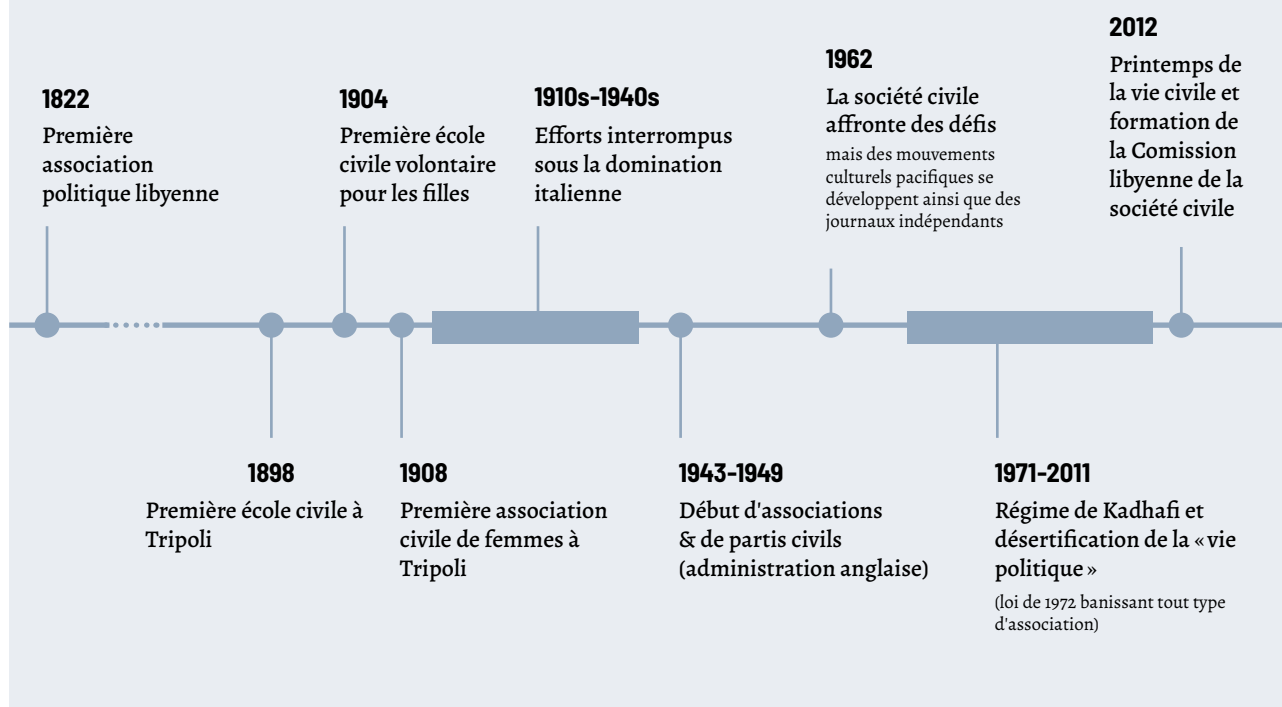 1822
Première
association
politique libyenne
1898
Première école civile à
Tripoli
1904
Première école
civile volontaire
pour les filles
1908
Première association
civile de femmes à
Tripoli
1910s-1940s
Efforts interrompus
sous la domination
italienne
1943-1949
Début d'associations
& de partis civils
(administration anglaise)
1962
La société civile
affronte des défis
mais des mouvements
culturels pacifiques se
développent ainsi que des
journaux indépendants
1971-2011
Régime de Kadhafi et
désertification de la «vie
politique»
(loi de 1972 banissant tout type
d'association)
2012
Printemps de
la vie civile et
formation de
la Comission
libyenne de la
société civile